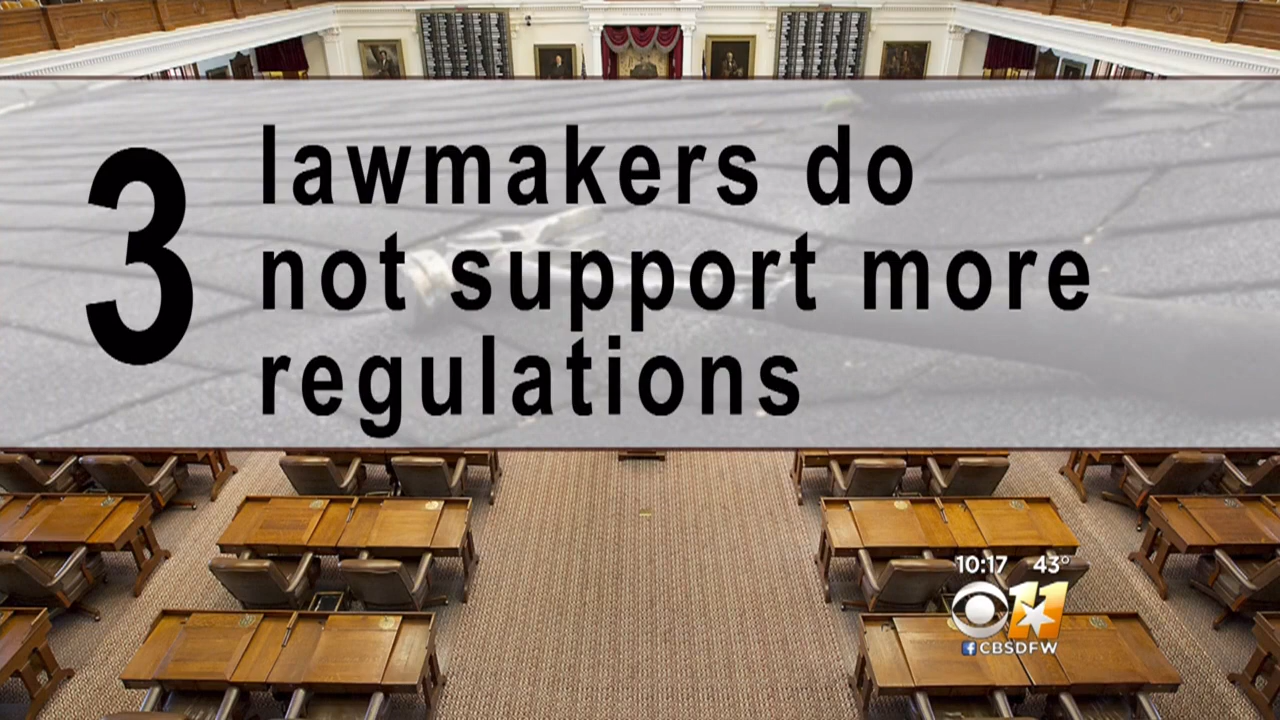 3
lawmakers do
not support more
regulations
10:17 43°
11
f CBSDFW